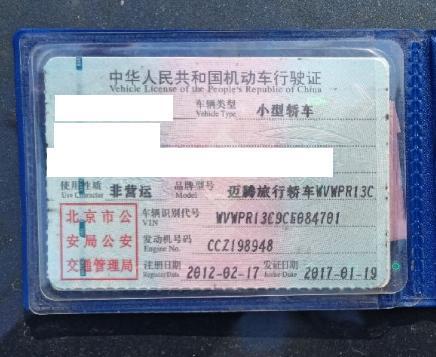 中华人民共和国机动车行驶证
Vehicle License of the People's Republic of China
车辆类型 小型轿车
Vehicle Type
使用性质 非营运 品牌型号 迈腾旅行轿车WVWPR13C
Use Character Model
北京市公
安局公安
交通管理局
车辆识别代号 WVWPR13C9CE084701
VIN
发动机号码 CCZ198948
Engine No.
注册日期 2012-02-17 发证日期 2017-01-19
Register Date Issue Date